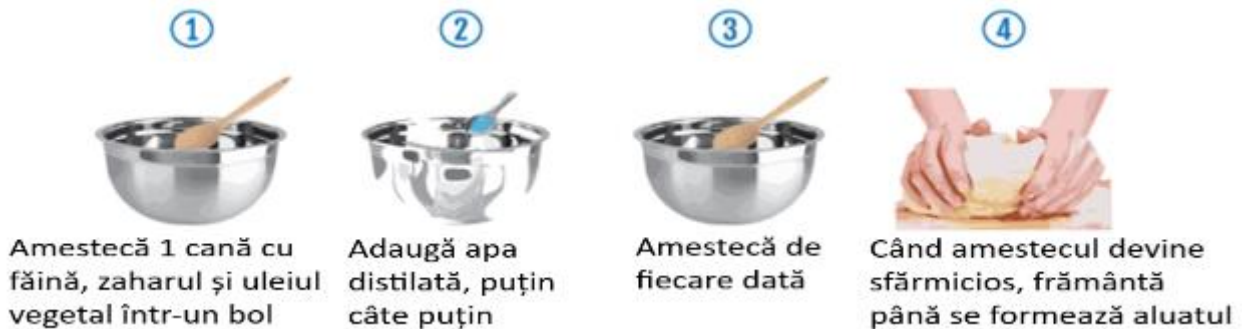 1
2
3
4
Amestecă 1 cană cu
făină, zaharul și uleiul
vegetal într-un bol
Adaugă apa
distilată, puțin
câte puțin
Amestecă de
fiecare dată
Când amestecul devine
sfărmicios, frământă
până se formează aluatul